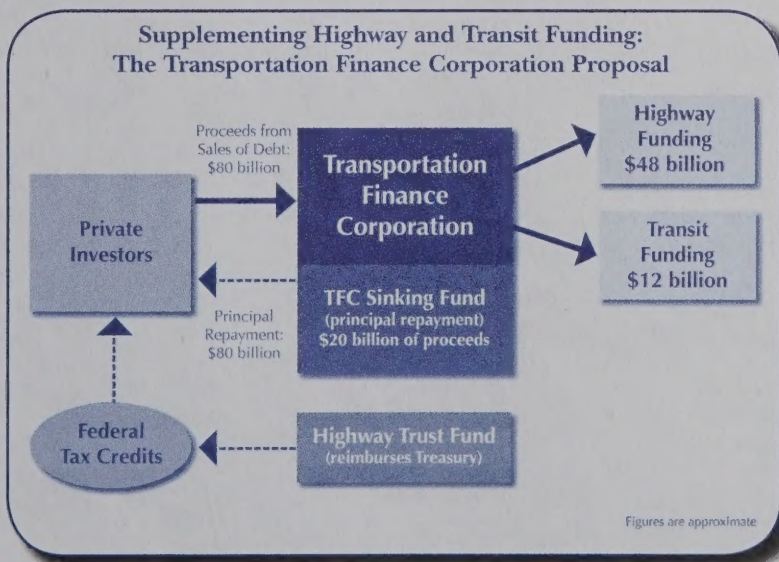 Supplementing Highway and Transit Funding:
The Transportation Finance Corporation Proposal
Proceeds from
Sales of Debt:
$80 billion
Private
Investors
Transportation
Finance
Corporation
Highway
Funding
$48 billion
Transit
Funding
$12 billion
TFC Sinking Fund
(principal repayment)
$20 billion of proceeds
Principal
Repayment:
$80 billion
Federal
Tax Credits
Highway Trust Fund
(reimburses Treasury)
Figures are approximate